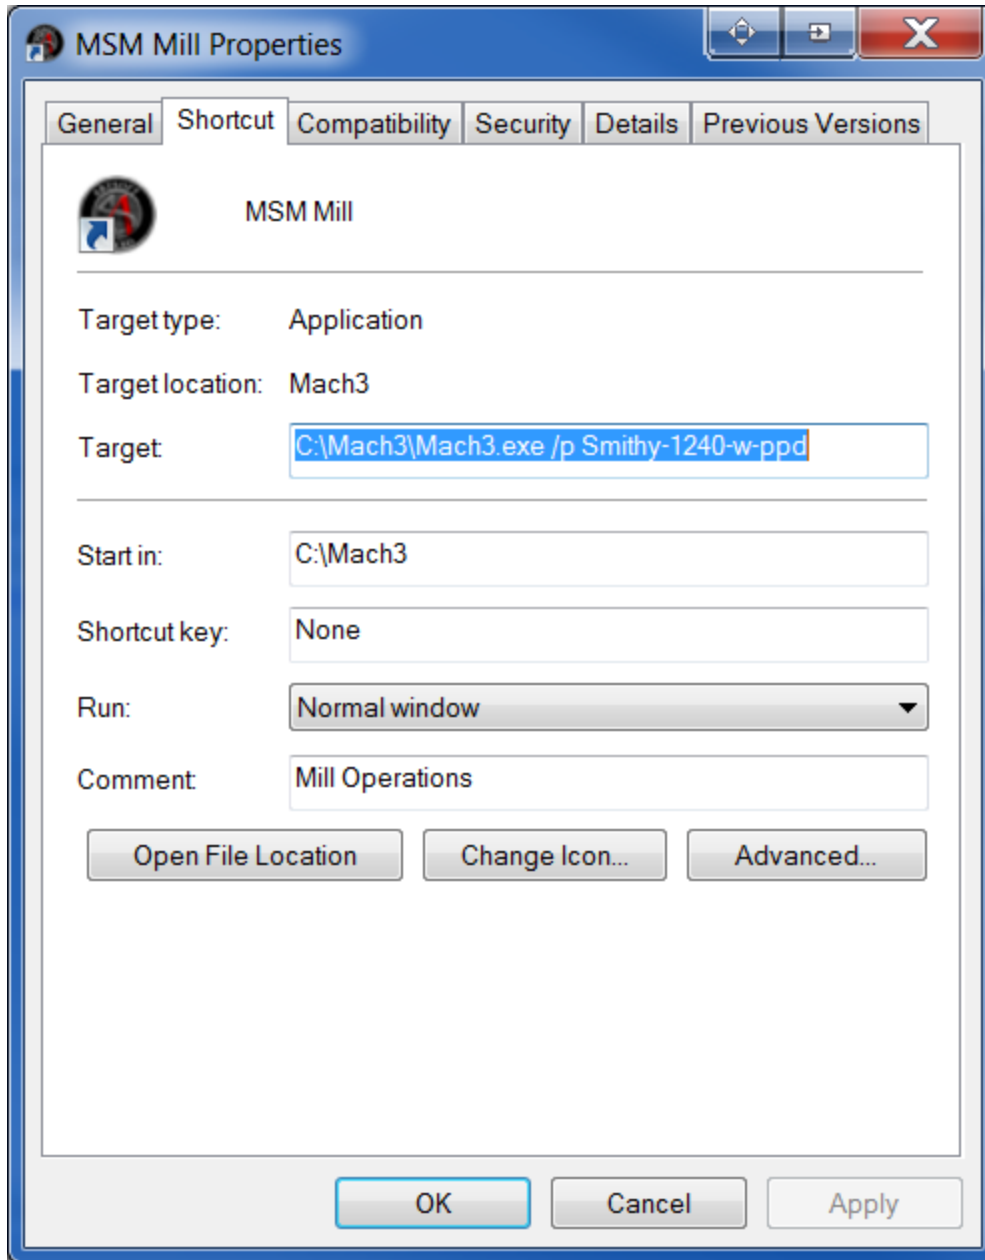 MSM Mill Properties
General Shortcut Compatibility Security Details Previous Versions
MSM Mill
Target type: Application
Target location: Mach3
Target: C:\Mach3\Mach3.exe /p Smithy-1240-w-ppd
Start in: C:\Mach3
Shortcut key: None
Run: Normal window
Comment: Mill Operations
Open File Location Change Icon... Advanced...
OK Cancel Apply